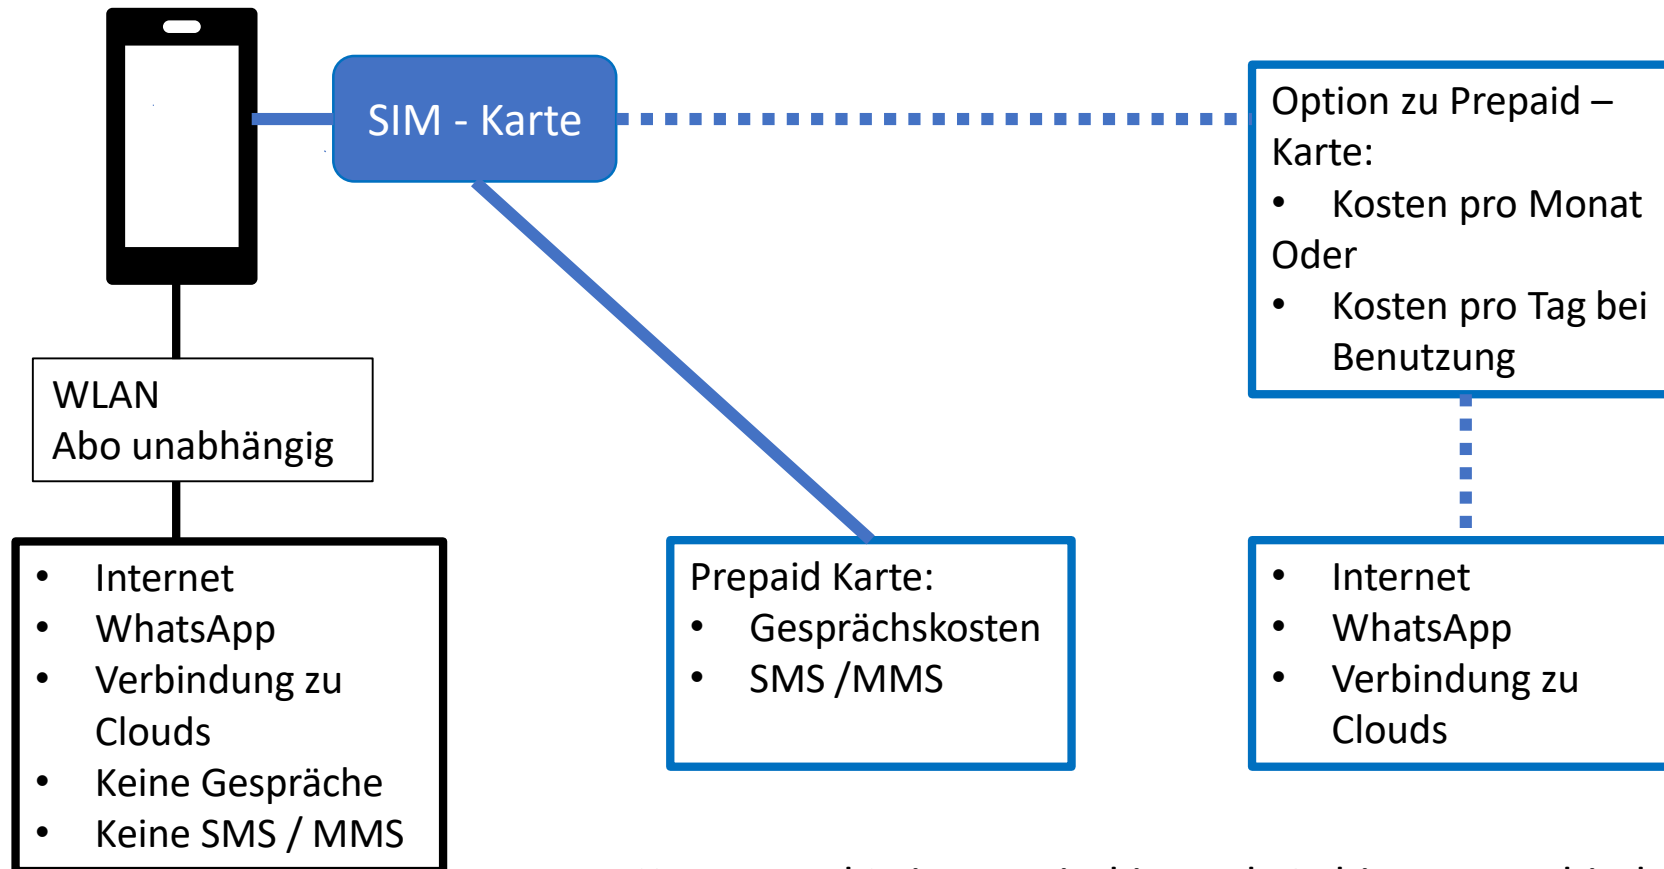 SIM - Karte
Option zu Prepaid –
Karte:
• Kosten pro Monat
Oder
• Kosten pro Tag bei
Benutzung
WLAN
Abo unabhängig
• Internet
• WhatsApp
• Verbindung zu
Clouds
• Keine Gespräche
• Keine SMS / MMS
Prepaid Karte:
• Gesprächskosten
• SMS /MMS
• Internet
• WhatsApp
• Verbindung zu
Clouds